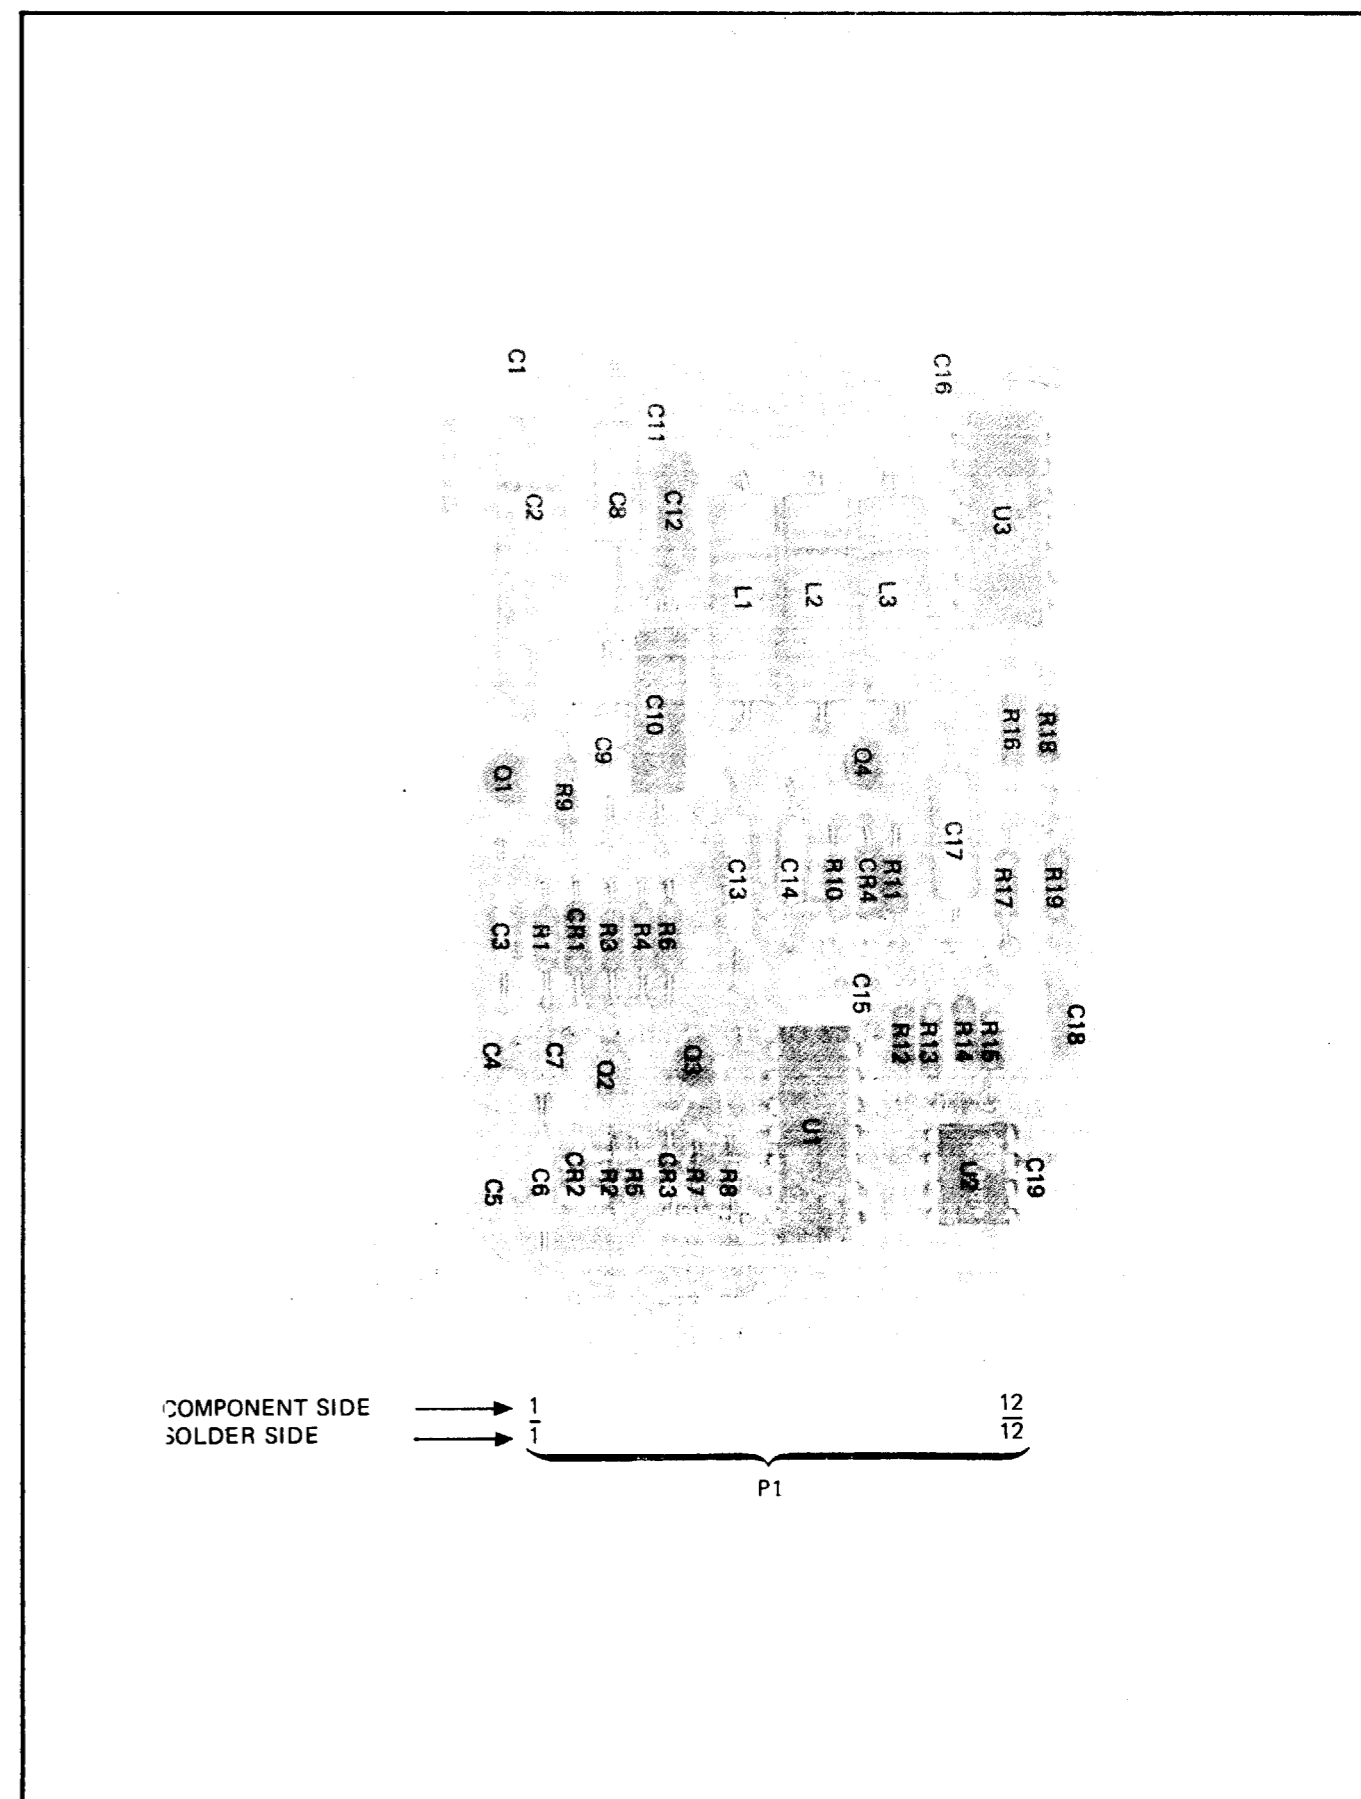 C1
C16
C11
C2
C8
C12
U3
L1
L2
L3
C10
R16
R18
C9
Q4
Q1
R9
C17
C13
C14
R10
CR4
R11
R17
R19
C3
R1
CR1
R3
R4
R6
C15
C18
R12
R13
R14
R15
C4
C7
Q2
Q3
U1
C5
C6
CR2
R2
R5
CR3
R7
R8
U2
C19
COMPONENT SIDE 1 12
SOLDER SIDE 1 12
P1